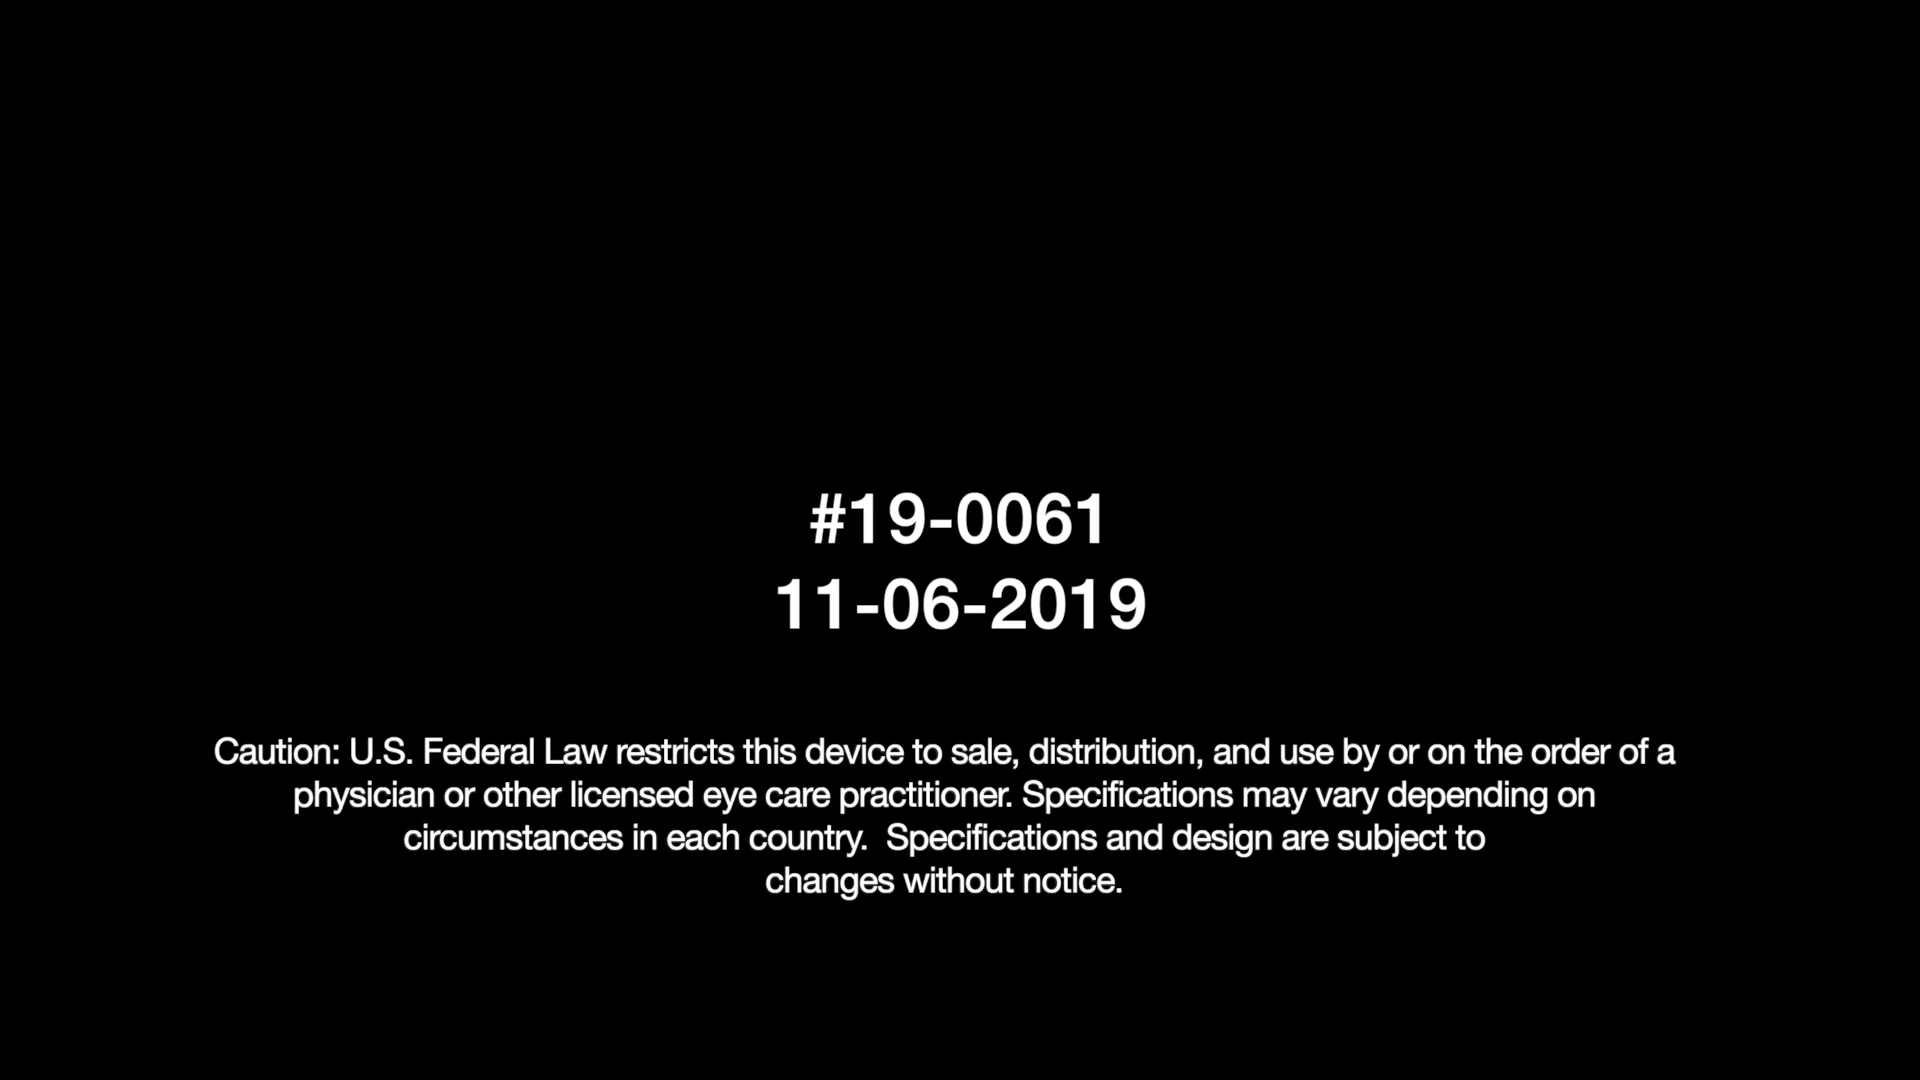 #19-0061
11-06-2019
Caution: U.S. Federal Law restricts this device to sale, distribution, and use by or on the order of a
physician or other licensed eye care practitioner. Specifications may vary depending on
circumstances in each country.  Specifications and design are subject to
changes without notice.